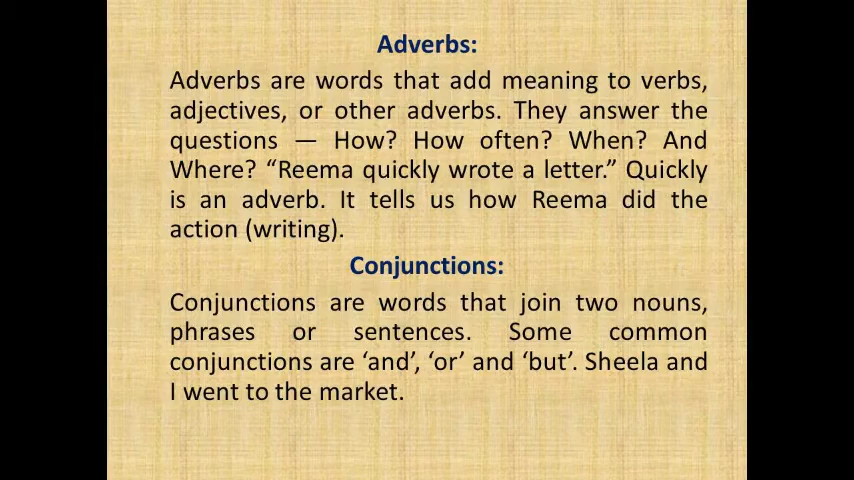 Adverbs:
Adverbs are words that add meaning to verbs,
adjectives, or other adverbs. They answer the
questions — How? How often? When? And
Where? “Reema quickly wrote a letter.” Quickly
is an adverb. It tells us how Reema did the
action (writing).
Conjunctions:
Conjunctions are words that join two nouns,
phrases or sentences. Some common
conjunctions are ‘and’, ‘or’ and ‘but’. Sheela and
I went to the market.